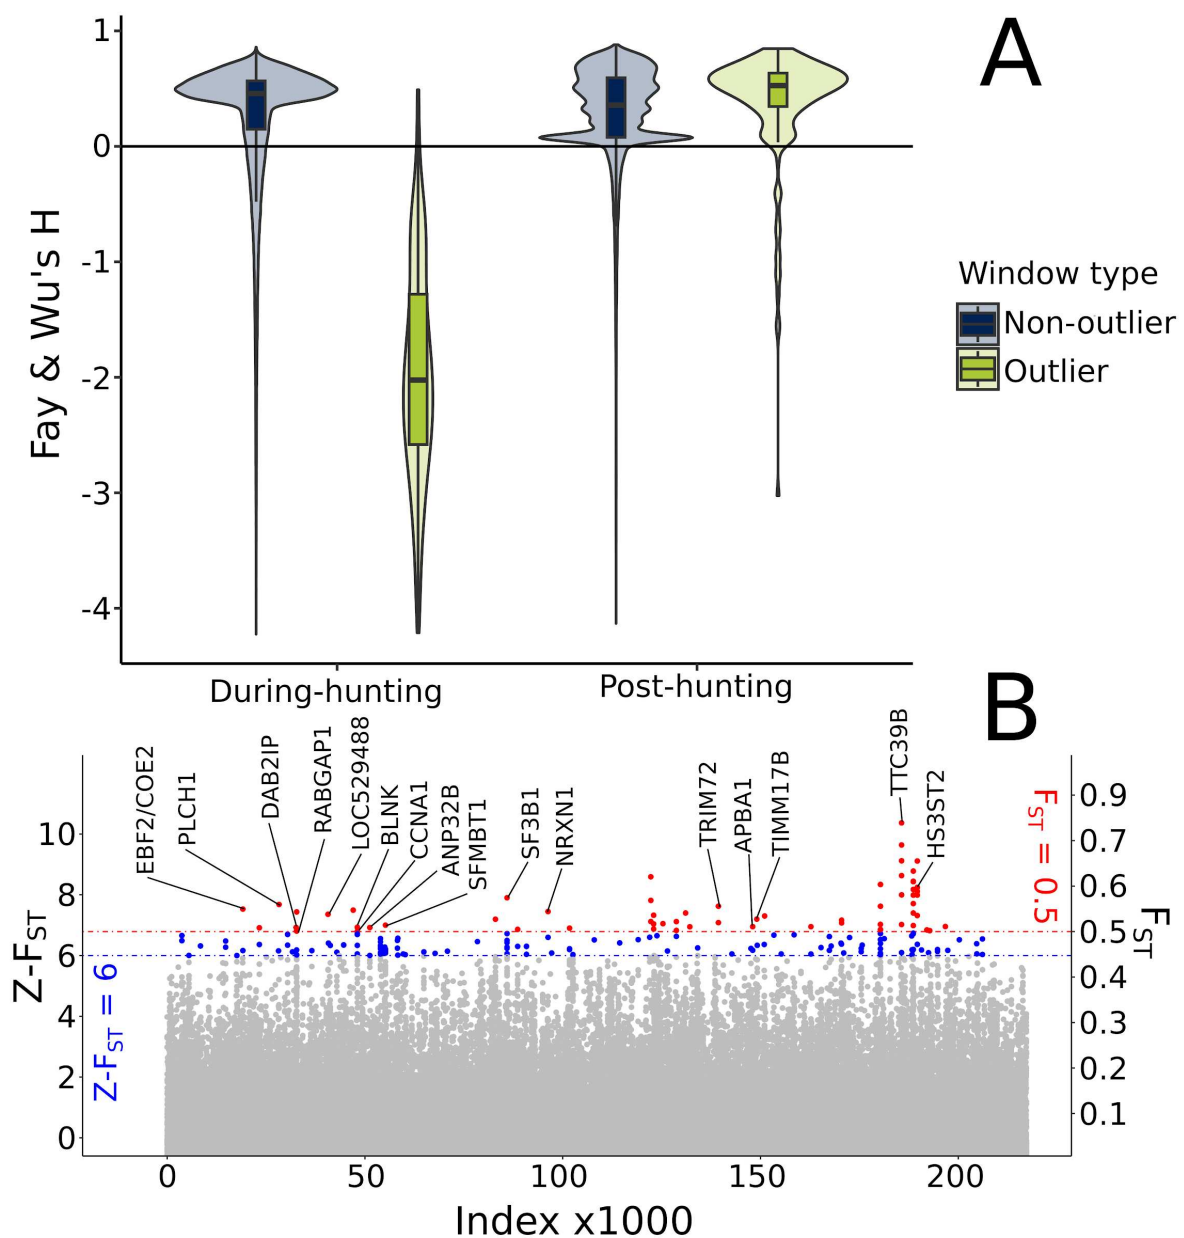 A
1
0
-1
-2
-3
-4
Fay & Wu's H
Window type
Non-outlier
Outlier
During-hunting
Post-hunting
B
EBF2/COE2
PLCH1
DAB2IP
RABGAP1
LOC529488
BLNK
CCNA1
ANP32B
SFMBT1
SF3B1
NRXN1
TRIM72
APBA1
TIMM17B
TTC39B
HS3ST2
10
8
6
4
2
0
Z-FST
Z-FST = 6
FST = 0.5
0.9
0.7
0.6
0.5
0.4
0.3
0.2
0.1
FST
0
50
100
150
200
Index x1000